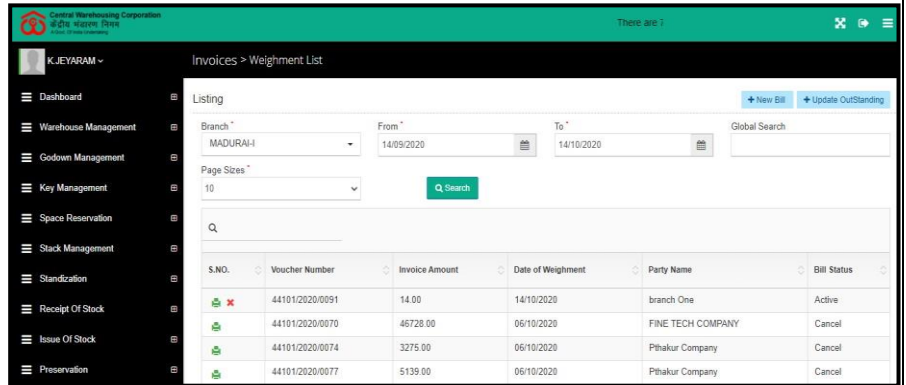 Central Warehousing Corporation
केंद्रीय भंडारण निगम
There are 7
K.JEYARAM
Invoices > Weighment List
Dashboard
Warehouse Management
Godown Management
Key Management
Space Reservation
Stack Management
Standization
Receipt Of Stock
Issue Of Stock
Preservation
Listing
+ New Bill + Update OutStanding
Branch * From * To * Global Search
MADURAI-I 14/09/2020 14/10/2020
Page Sizes *
10 Search
S.NO. Voucher Number Invoice Amount Date of Weighment Party Name Bill Status
44101/2020/0091 14.00 14/10/2020 branch One Active
44101/2020/0070 46728.00 06/10/2020 FINE TECH COMPANY Cancel
44101/2020/0074 3275.00 06/10/2020 Pthakur Company Cancel
44101/2020/0077 5139.00 06/10/2020 Pthakur Company Cancel